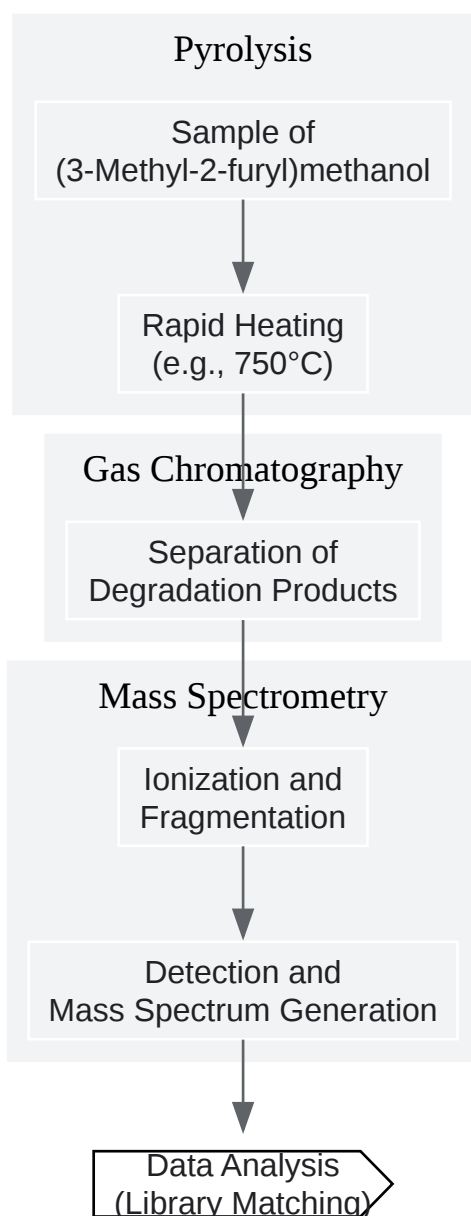 Pyrolysis
Sample of
(3-Methyl-2-furyl)methanol
Rapid Heating
(e.g., 750°C)
Gas Chromatography
Separation of
Degradation Products
Mass Spectrometry
Ionization and
Fragmentation
Detection and
Mass Spectrum Generation
Data Analysis
(Library Matching)